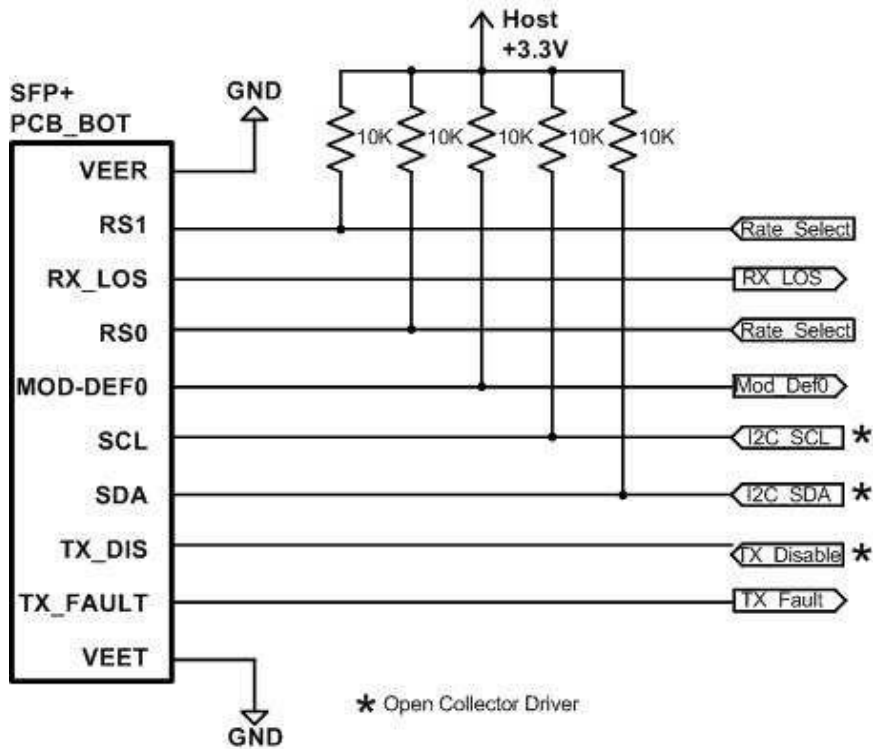 Host
+3.3V
SFP+
PCB_BOT
GND
10K
10K
10K
10K
10K
VEER
RS1
Rate_Select
RX_LOS
RX_LOS
RS0
Rate_Select
MOD-DEF0
Mod_Def0
SCL
I2C_SCL *
SDA
I2C_SDA *
TX_DIS
TX_Disable *
TX_FAULT
TX_Fault
VEET
* Open Collector Driver
GND